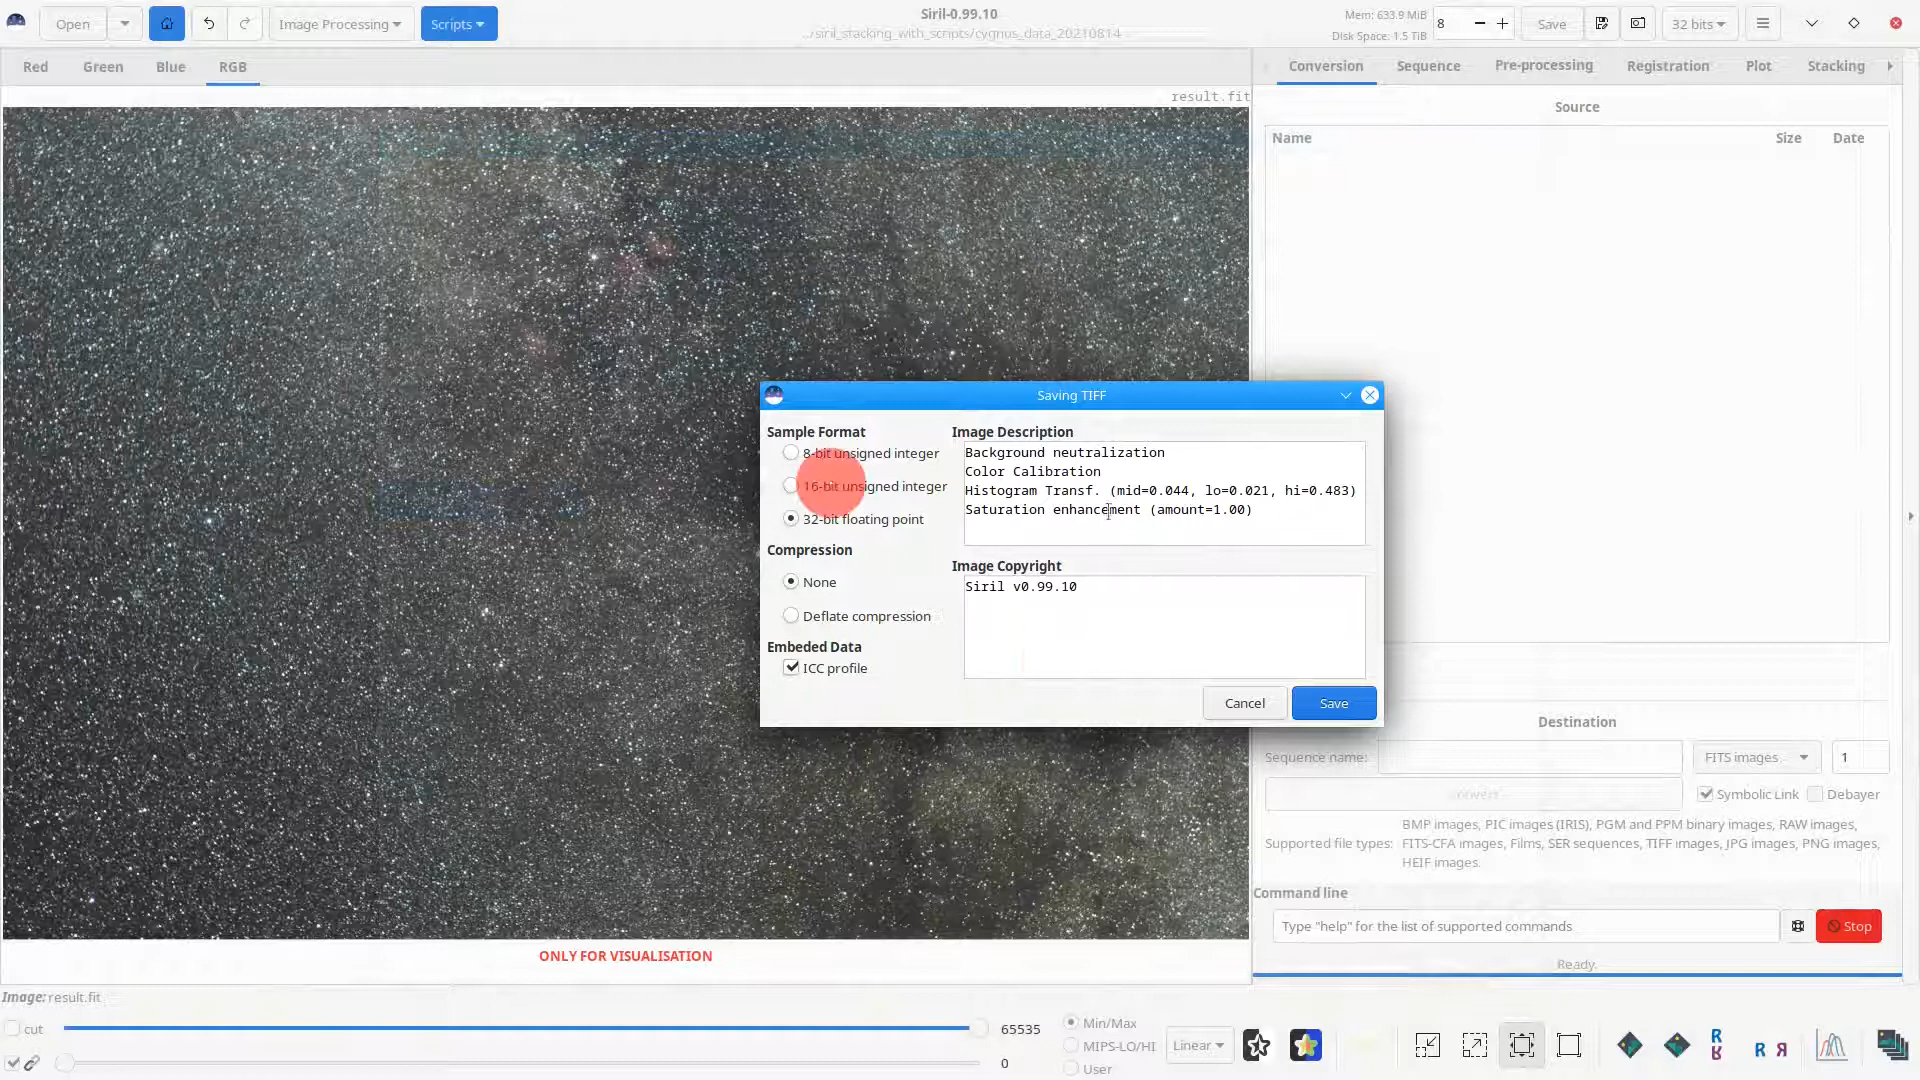 Open
Image Processing
Scripts
Siril-0.99.10
.../siril_stacking_with_scripts/cygnus_data_20210814
Mem: 633.9 MiB
Disk Space: 1.5 TiB
8
Save
32 bits
Red
Green
Blue
RGB
result.fit
Conversion
Sequence
Pre-processing
Registration
Plot
Stacking
Source
Name
Size
Date
Saving TIFF
Sample Format
8-bit unsigned integer
16-bit unsigned integer
32-bit floating point
Compression
None
Deflate compression
Embeded Data
ICC profile
Image Description
Background neutralization
Color Calibration
Histogram Transf. (mid=0.044, lo=0.021, hi=0.483)
Saturation enhancement (amount=1.00)
Image Copyright
Siril v0.99.10
Cancel
Save
Destination
Sequence name:
FITS images
1
Convert
Symbolic Link
Debayer
Supported file types:
BMP images, PIC images (IRIS), PGM and PPM binary images, RAW images,
FITS-CFA images, Films, SER sequences, TIFF images, JPG images, PNG images,
HEIF images.
Command line
Type "help" for the list of supported commands
Stop
Ready.
ONLY FOR VISUALISATION
Image: result.fit
cut
65535
0
Min/Max
MIPS-LO/HI
User
Linear
R
R
R R